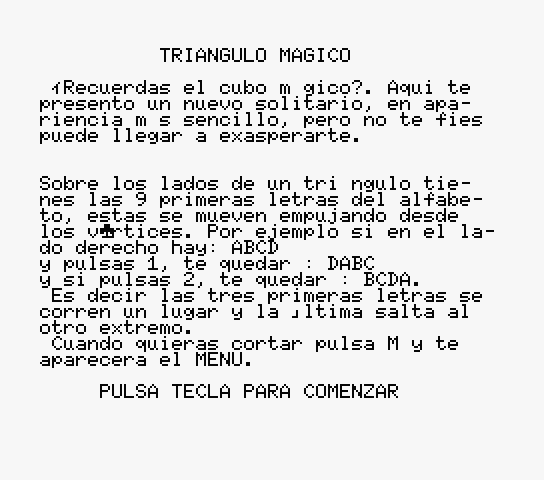 TRIANGULO MAGICO
¿Recuerdas el cubo m gico?. Aqui te
presento un nuevo solitario, en apa-
riencia m s sencillo, pero no te fies
puede llegar a exasperarte.
Sobre los lados de un tri ngulo tie-
nes las 9 primeras letras del alfabe-
to, estas se mueven empujando desde
los v♣rtices. Por ejemplo si en el la-
do derecho hay: ABCD
y pulsas 1, te quedar : DABC
y si pulsas 2, te quedar : BCDA.
Es decir las tres primeras letras se
corren un lugar y la ┘ltima salta al
otro extremo.
Cuando quieras cortar pulsa M y te
aparecera el MENU.
PULSA TECLA PARA COMENZAR